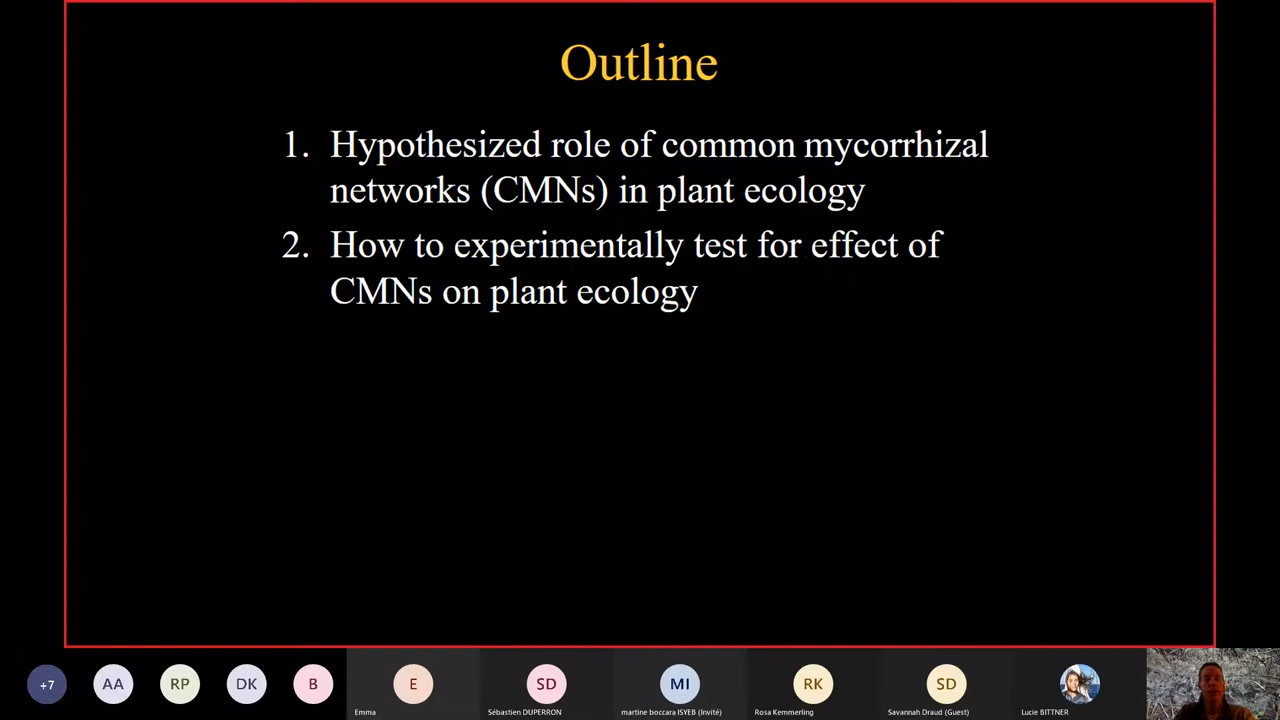 Outline
1. Hypothesized role of common mycorrhizal
networks (CMNs) in plant ecology
2. How to experimentally test for effect of
CMNs on plant ecology
+7
AA
RP
DK
B
E
SD
MI
RK
SD
Emma
Sébastien DUPERRON
martine boccara ISYEB (Invité)
Rosa Kemmerling
Savannah Draud (Guest)
Lucie BITTNER